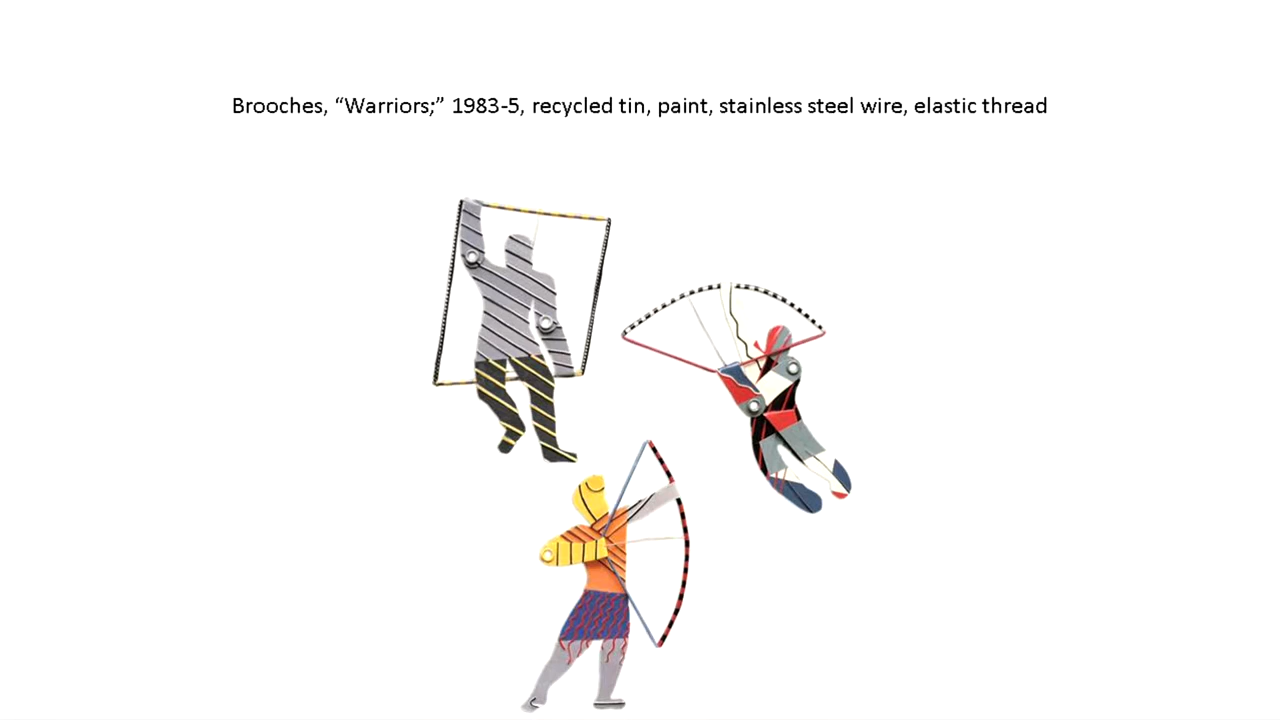 Brooches, “Warriors;” 1983-5, recycled tin, paint, stainless steel wire, elastic thread